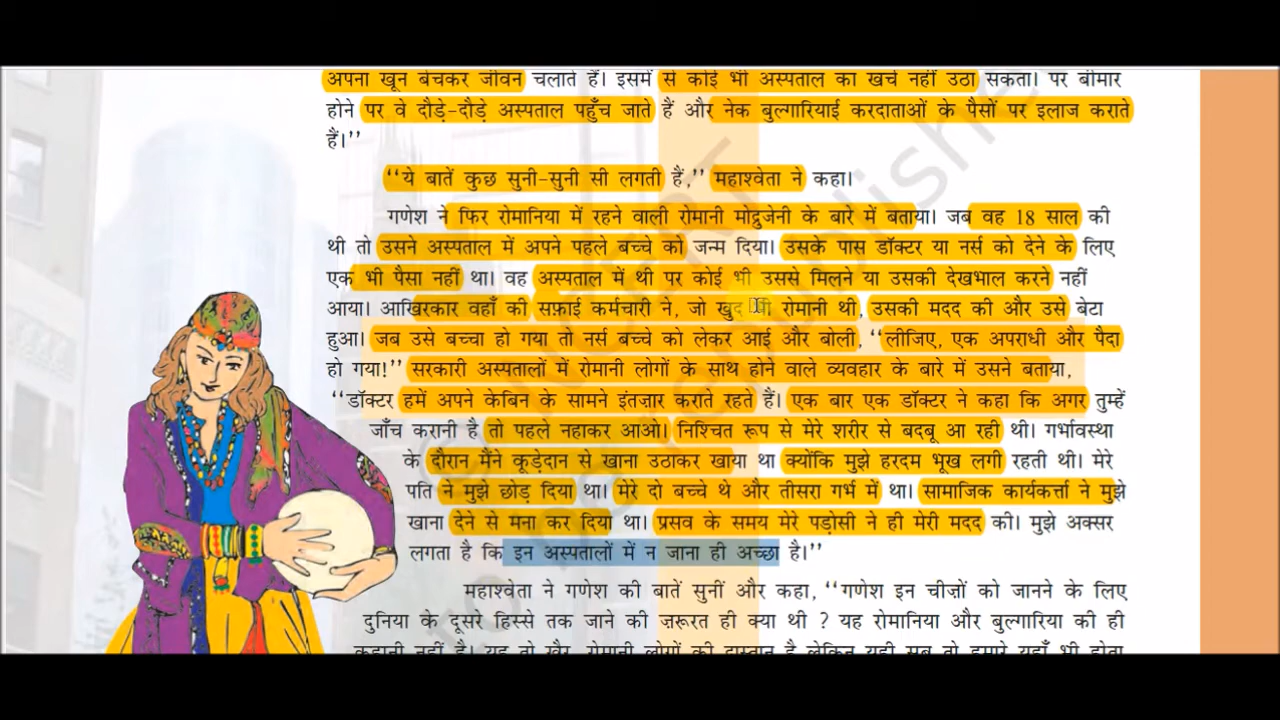 अपना खून बेचकर जीवन चलाते हैं। इसमें से कोई भी अस्पताल का खर्च नहीं उठा सकता। पर बीमार
होने पर वे दौड़े-दौड़े अस्पताल पहुँच जाते हैं और नेक बुल्गारियाई करदाताओं के पैसों पर इलाज कराते
हैं।’’
‘‘ये बातें कुछ सुनी-सुनी सी लगती हैं,’’ महाश्वेता ने कहा।
गणेश ने फिर रोमानिया में रहने वाली रोमानी मोद्रुजेनी के बारे में बताया। जब वह 18 साल की
थी तो उसने अस्पताल में अपने पहले बच्चे को जन्म दिया। उसके पास डॉक्टर या नर्स को देने के लिए
एक भी पैसा नहीं था। वह अस्पताल में थी पर कोई भी उससे मिलने या उसकी देखभाल करने नहीं
आया। आखिरकार वहाँ की सफ़ाई कर्मचारी ने, जो खुद भी रोमानी थी, उसकी मदद की और उसे बेटा
हुआ। जब उसे बच्चा हो गया तो नर्स बच्चे को लेकर आई और बोली, ‘‘लीजिए, एक अपराधी और पैदा
हो गया!’’ सरकारी अस्पतालों में रोमानी लोगों के साथ होने वाले व्यवहार के बारे में उसने बताया,
‘‘डॉक्टर हमें अपने केबिन के सामने इंतज़ार कराते रहते हैं। एक बार एक डॉक्टर ने कहा कि अगर तुम्हें
जाँच करानी है तो पहले नहाकर आओ। निश्चित रूप से मेरे शरीर से बदबू आ रही थी। गर्भावस्था
के दौरान मैंने कूड़ेदान से खाना उठाकर खाया था क्योंकि मुझे हरदम भूख लगी रहती थी। मेरे
पति ने मुझे छोड़ दिया था। मेरे दो बच्चे थे और तीसरा गर्भ में था। सामाजिक कार्यकर्त्ता ने मुझे
खाना देने से मना कर दिया था। प्रसव के समय मेरे पड़ोसी ने ही मेरी मदद की। मुझे अक्सर
लगता है कि इन अस्पतालों में न जाना ही अच्छा है।’’
महाश्वेता ने गणेश की बातें सुनीं और कहा, ‘‘गणेश इन चीज़ों को जानने के लिए
दुनिया के दूसरे हिस्से तक जाने की ज़रूरत ही क्या थी ? यह रोमानिया और बुल्गारिया की ही
कहानी नहीं है। यह तो खैर, रोमानी लोगों की दास्तान है लेकिन यही सब तो हमारे यहाँ भी होता